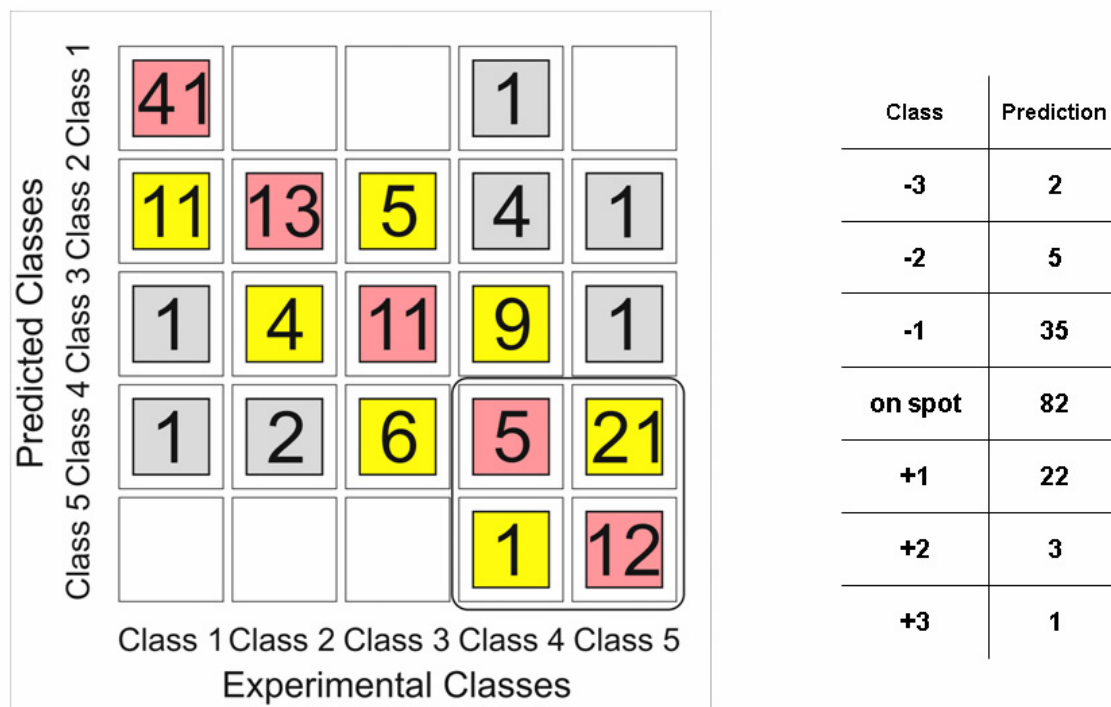 Predicted Classes
Class 1
Class 2
Class 3
Class 4
Class 5
41 1
11 13 5 4 1
1 4 11 9 1
1 2 6 5 21
1 12
Class 1 Class 2 Class 3 Class 4 Class 5
Experimental Classes
Class Prediction
-3 2
-2 5
-1 35
on spot 82
+1 22
+2 3
+3 1